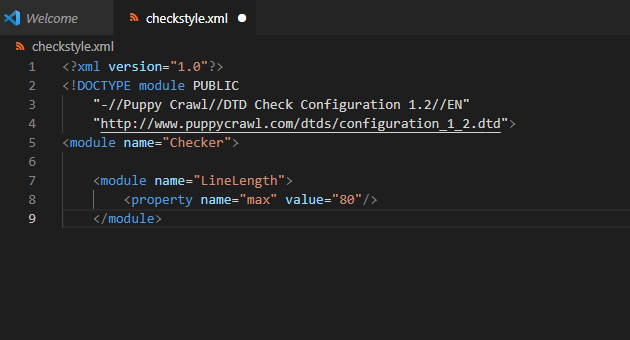 Welcome
checkstyle.xml
checkstyle.xml
1 <?xml version="1.0"?>
2 <!DOCTYPE module PUBLIC
3 "-//Puppy Crawl//DTD Check Configuration 1.2//EN"
4 "http://www.puppycrawl.com/dtds/configuration_1_2.dtd">
5 <module name="Checker">
6
7 <module name="LineLength">
8 <property name="max" value="80"/>
9 </module>